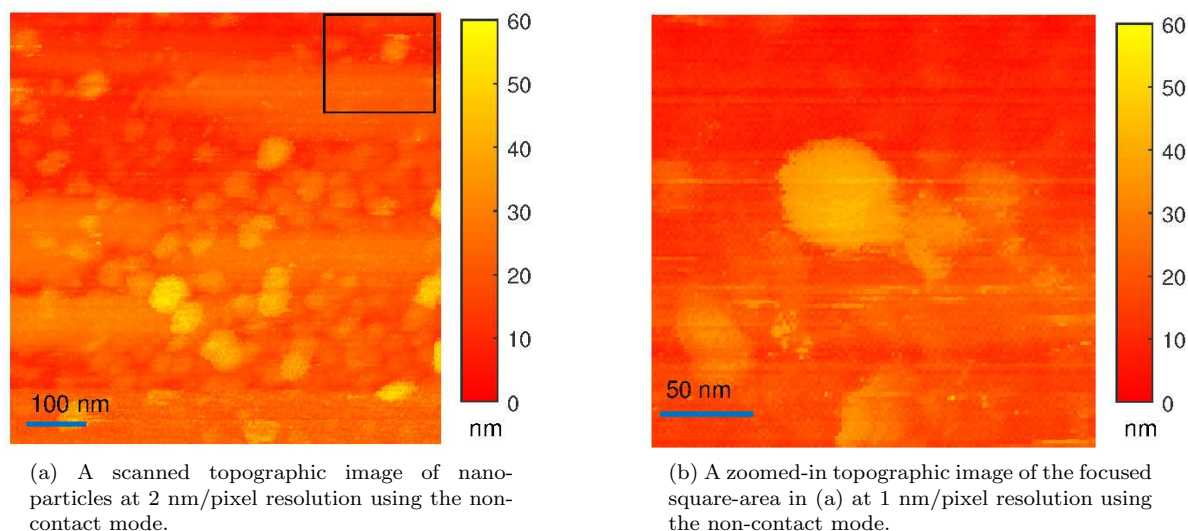 60
50
40
30
20
10
0
nm
100 nm
60
50
40
30
20
10
0
nm
50 nm
(a) A scanned topographic image of nano-
particles at 2 nm/pixel resolution using the non-
contact mode.
(b) A zoomed-in topographic image of the focused
square-area in (a) at 1 nm/pixel resolution using
the non-contact mode.